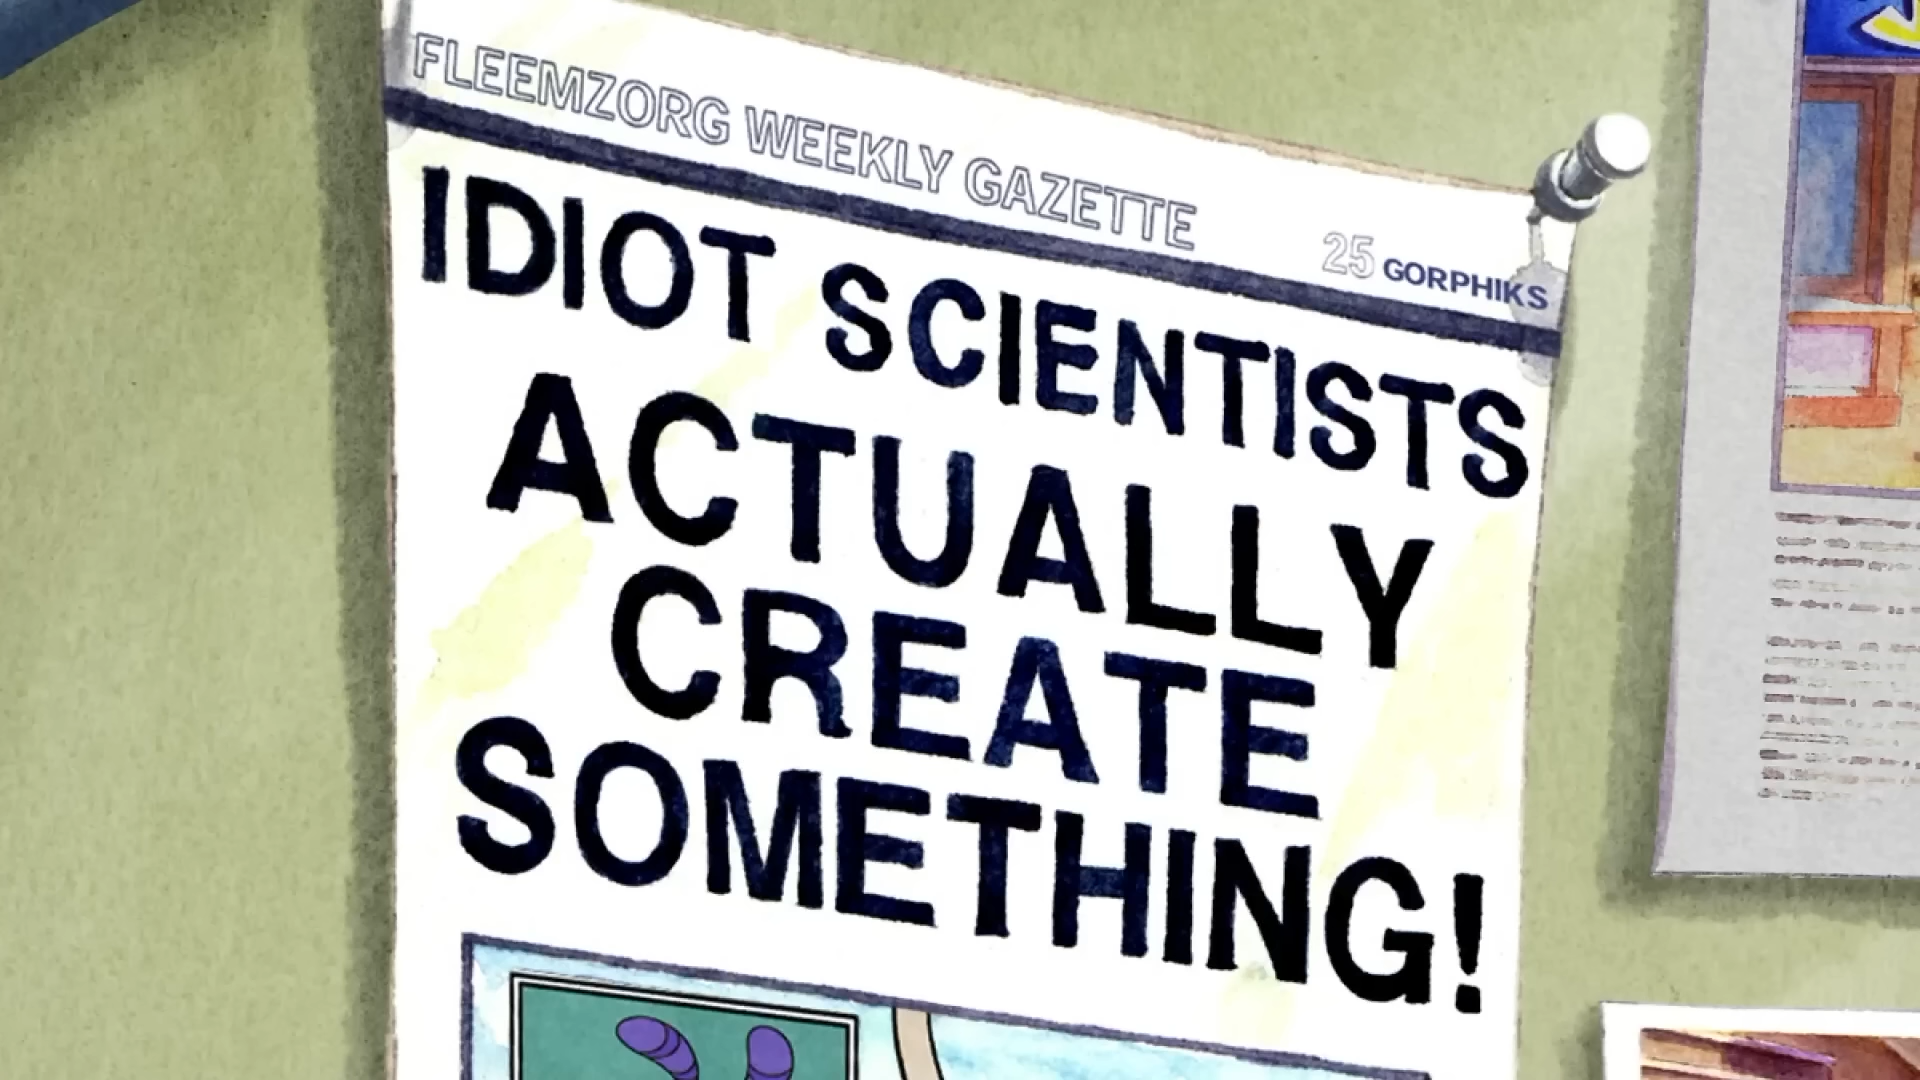 FLEEMZORG WEEKLY GAZETTE
25 GORPHIKS
IDIOT SCIENTISTS
ACTUALLY
CREATE
SOMETHING!